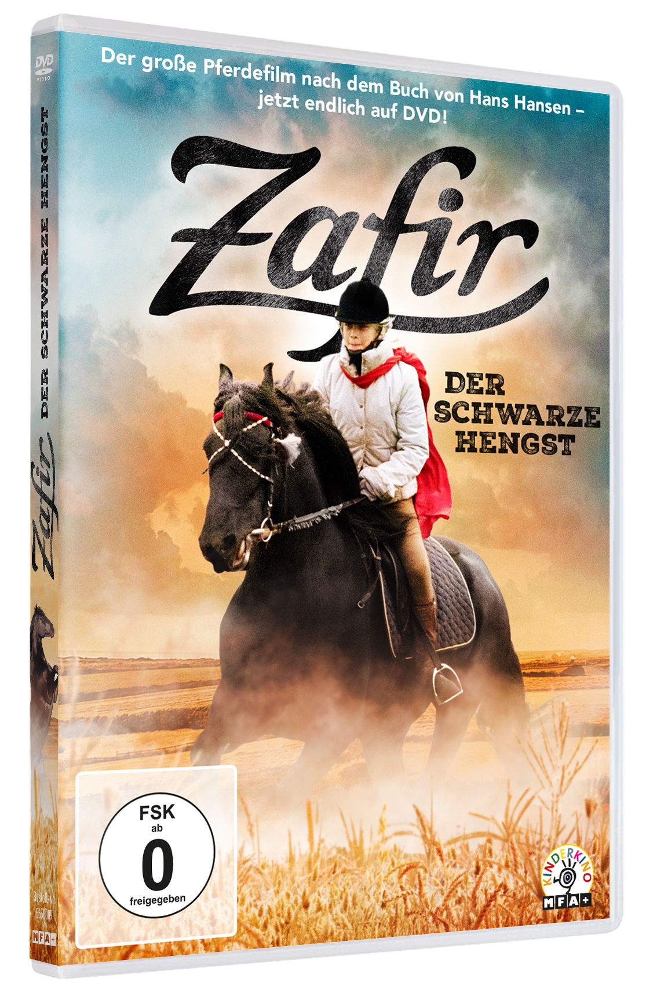 Der große Pferdefilm nach dem Buch von Hans Hansen –
jetzt endlich auf DVD!
Zafir
DER
SCHWARZE
HENGST
FSK
ab
0
freigegeben
KINDERKINO
MFA+
DVD
VIDEO
Zafir DER SCHWARZE HENGST
MFA+